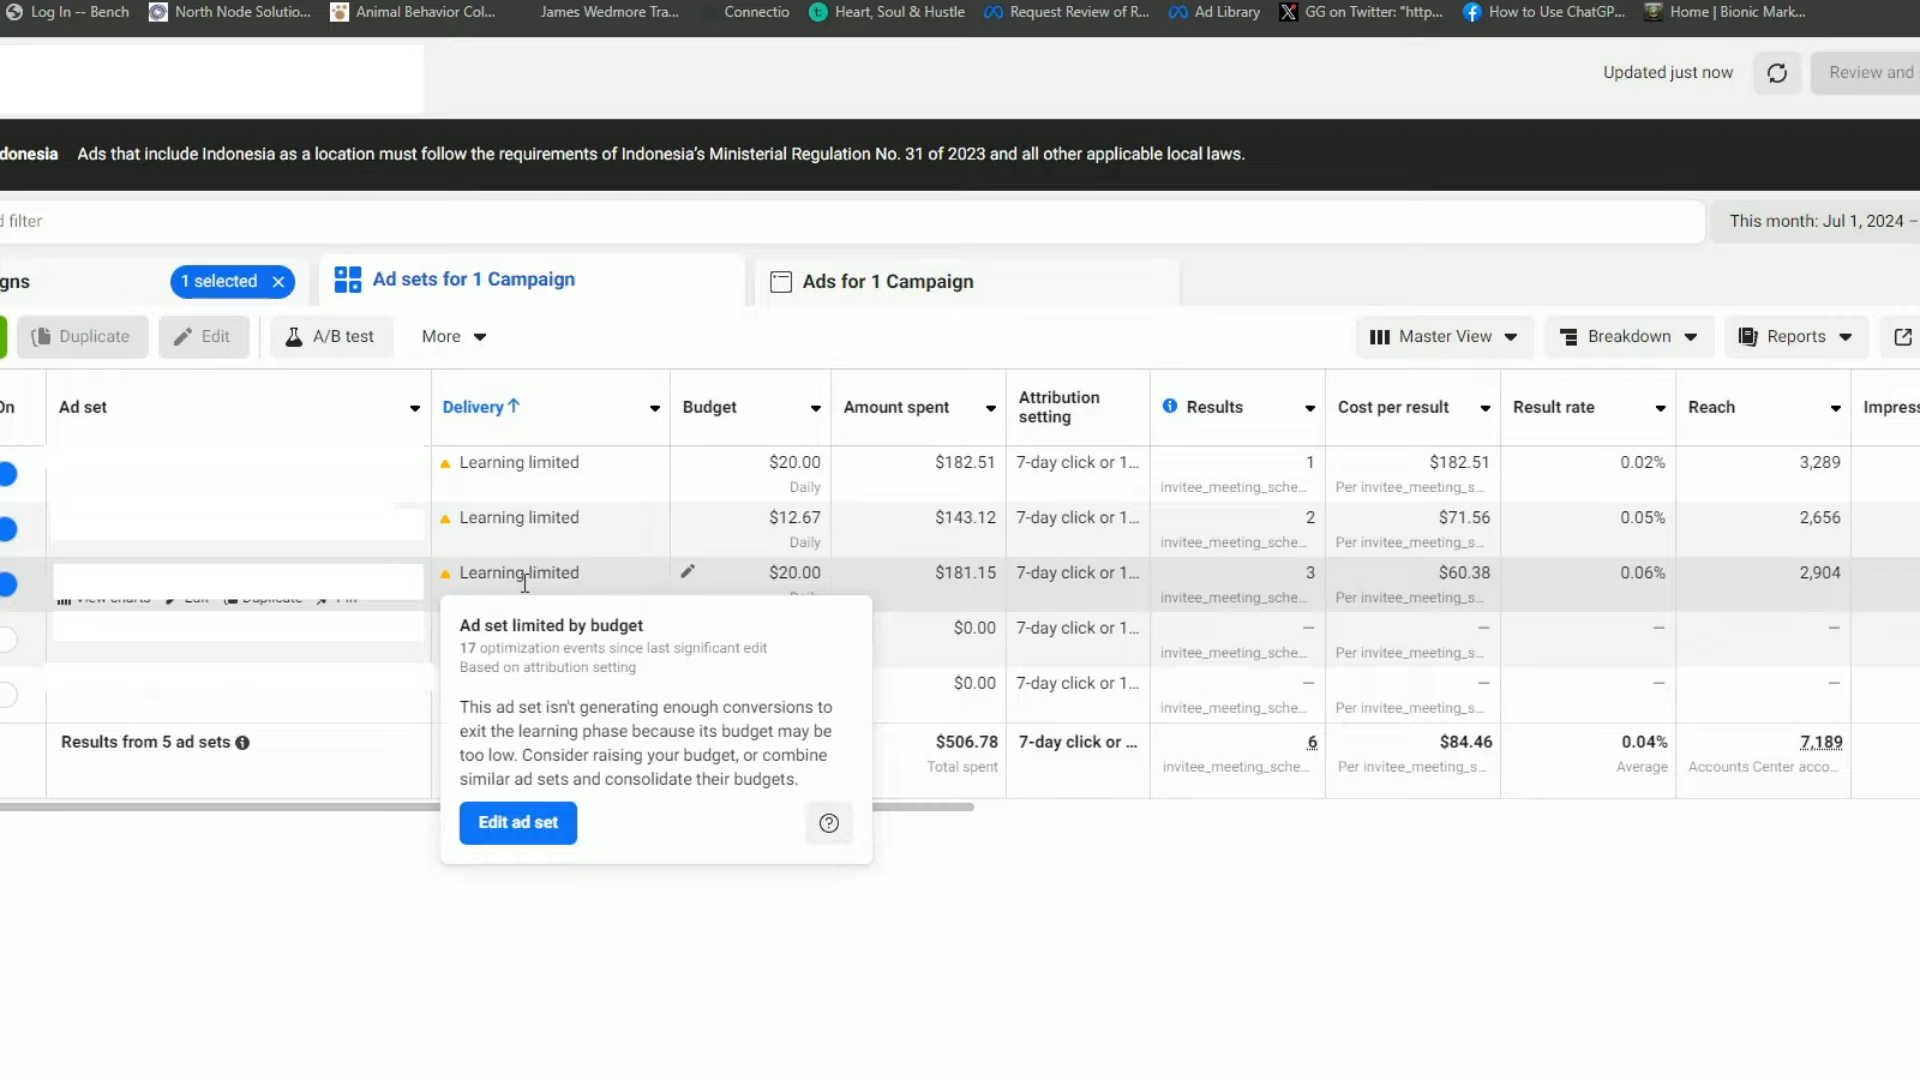 Log In -- Bench
North Node Solutio...
Animal Behavior Col...
James Wedmore Tra...
Connectio
Heart, Soul & Hustle
Request Review of R...
Ad Library
GG on Twitter: "http...
How to Use ChatGP...
Home | Bionic Mark...
Updated just now
Review and
donesia Ads that include Indonesia as a location must follow the requirements of Indonesia's Ministerial Regulation No. 31 of 2023 and all other applicable local laws.
d filter
This month: Jul 1, 2024 –
gns
1 selected
Ad sets for 1 Campaign
Ads for 1 Campaign
Duplicate
Edit
A/B test
More
Master View
Breakdown
Reports
On
Ad set
Delivery ↑
Budget
Amount spent
Attribution
setting
Results
Cost per result
Result rate
Reach
Impress
Learning limited $20.00 $182.51 7-day click or 1... 1 $182.51 0.02% 3,289
Daily invitee_meeting_sche... Per invitee_meeting_s...
Learning limited $12.67 $143.12 7-day click or 1... 2 $71.56 0.05% 2,656
Daily invitee_meeting_sche... Per invitee_meeting_s...
Learning limited $20.00 $181.15 7-day click or 1... 3 $60.38 0.06% 2,904
View charts Edit Duplicate Pin Daily invitee_meeting_sche... Per invitee_meeting_s...
$0.00 7-day click or 1... — — — —
invitee_meeting_sche... Per invitee_meeting_s...
$0.00 7-day click or 1... — — — —
invitee_meeting_sche... Per invitee_meeting_s...
Results from 5 ad sets $506.78 7-day click or ... 6 $84.46 0.04% 7,189
Total spent invitee_meeting_sche... Per invitee_meeting_s... Average Accounts Center acco...
Ad set limited by budget
17 optimization events since last significant edit
Based on attribution setting
This ad set isn't generating enough conversions to
exit the learning phase because its budget may be
too low. Consider raising your budget, or combine
similar ad sets and consolidate their budgets.
Edit ad set